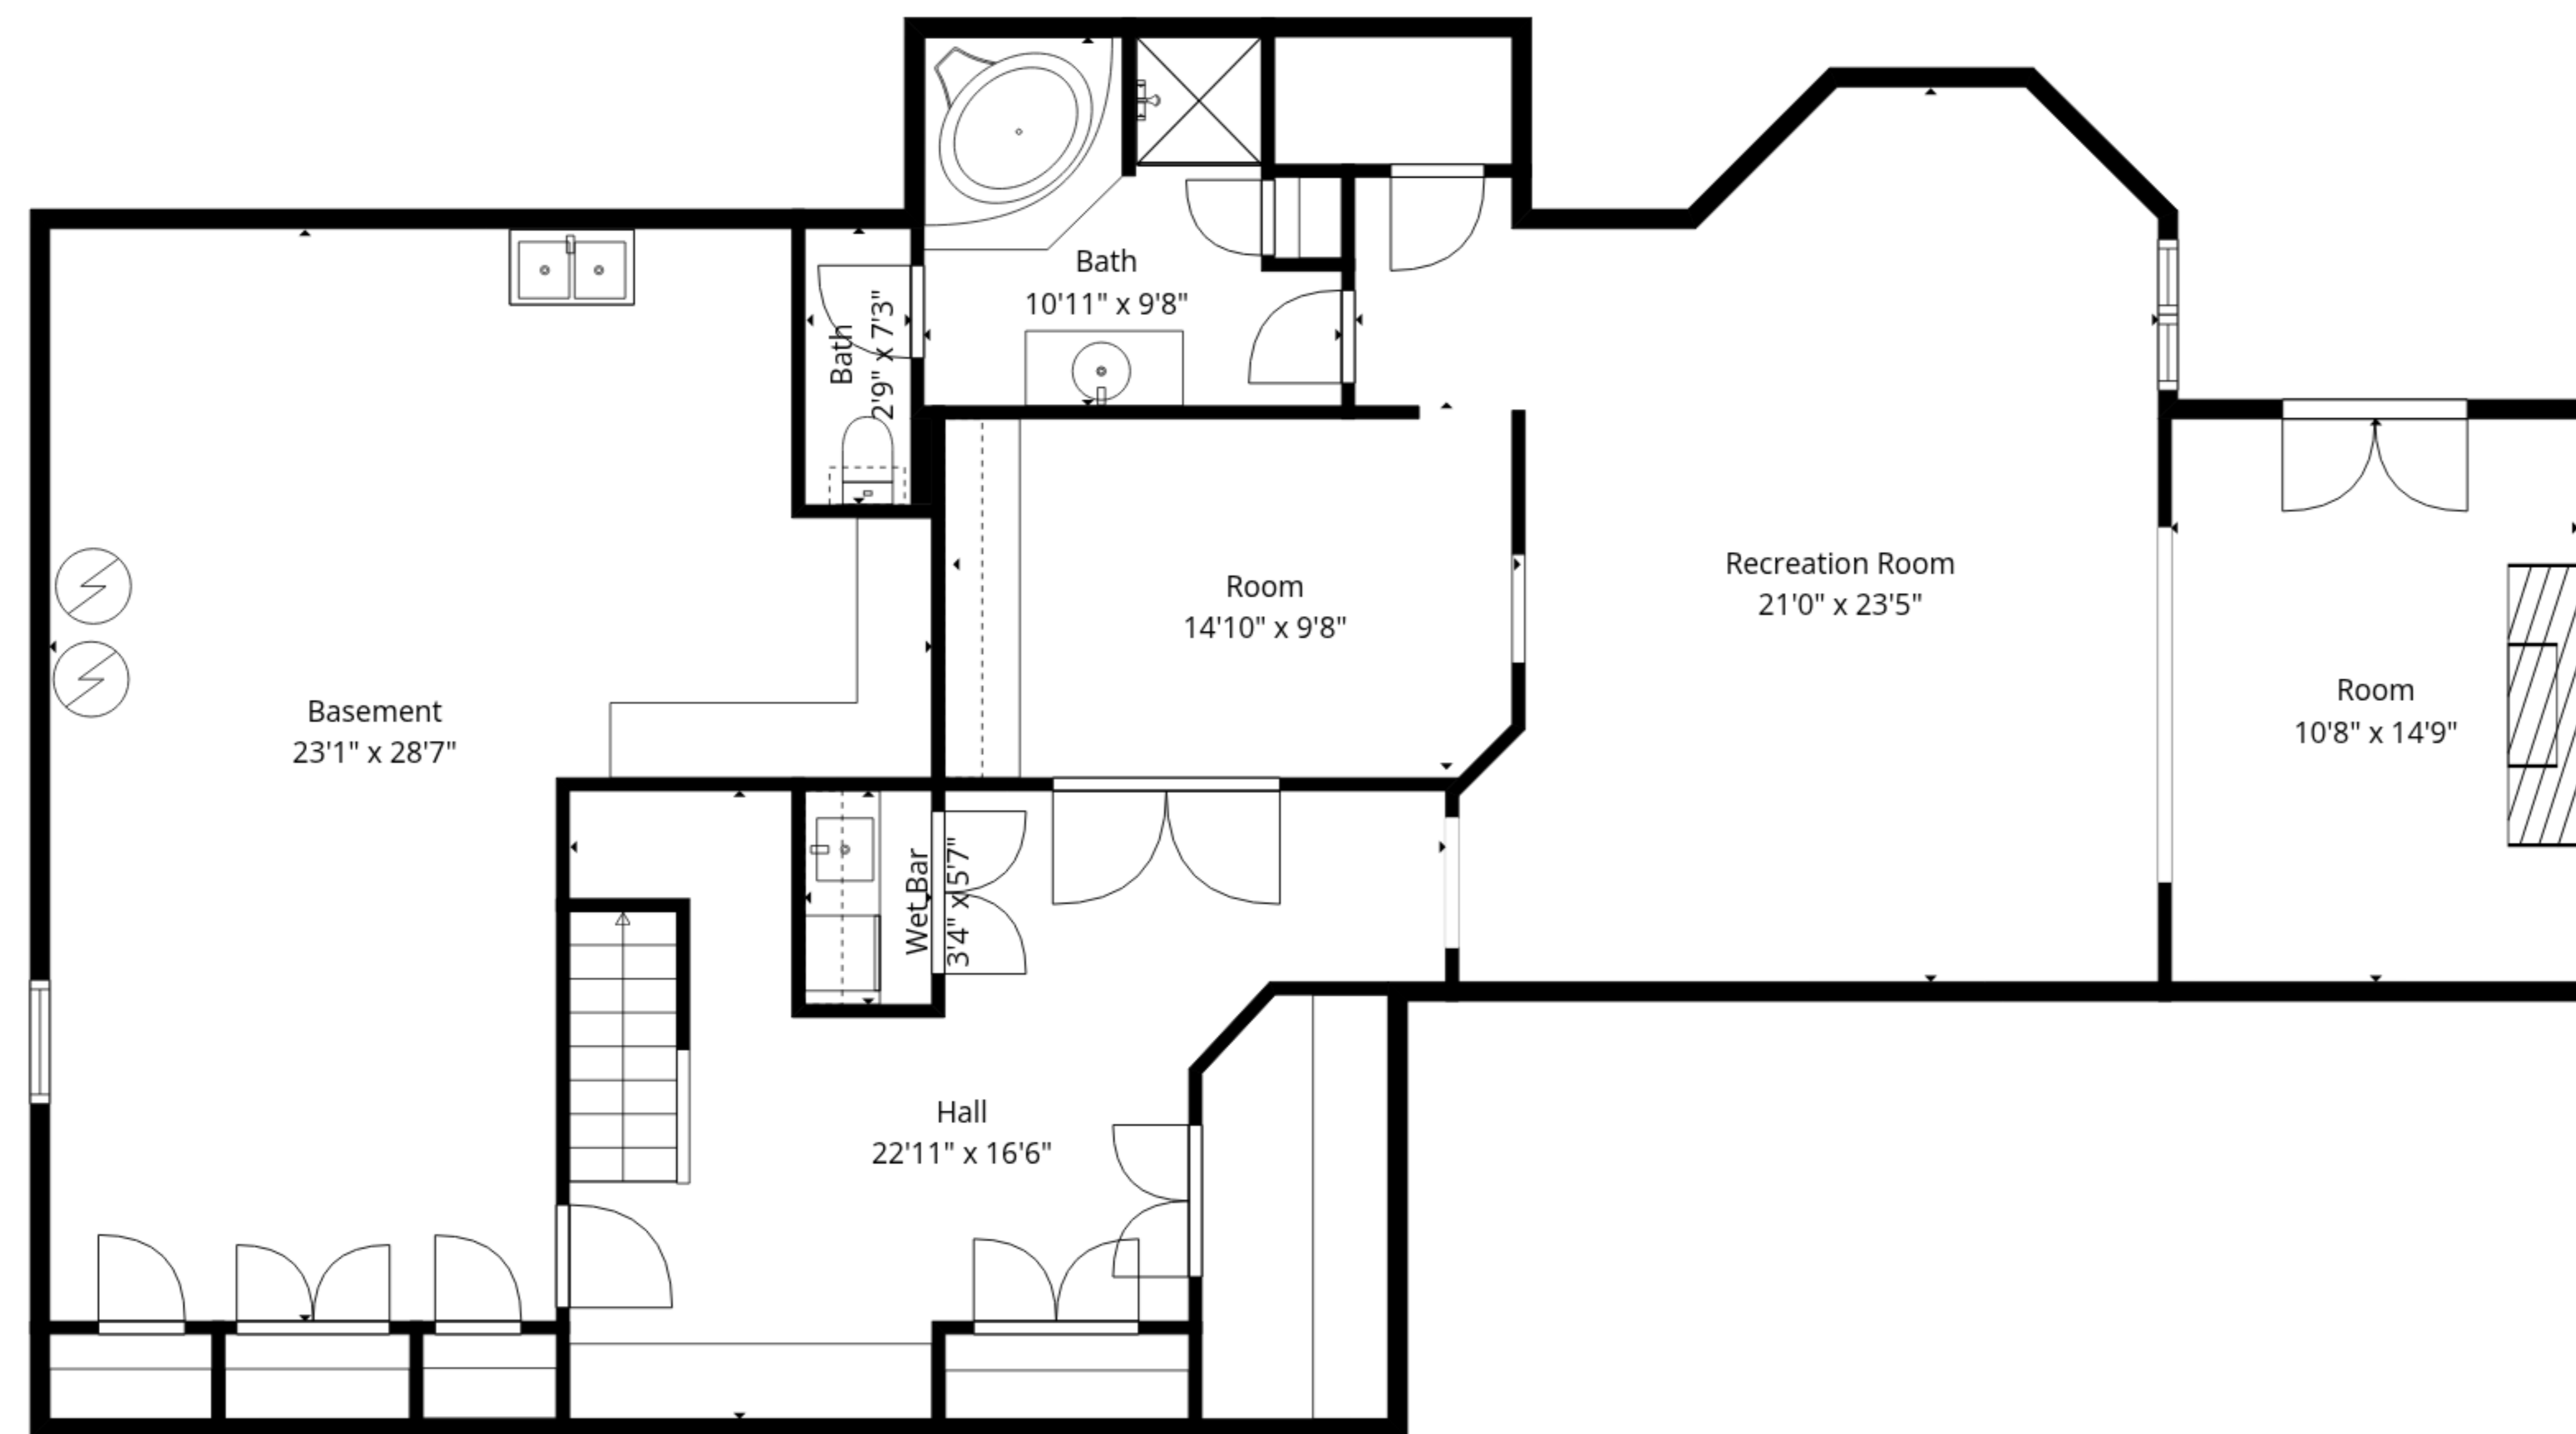 Bath
10'11" x 9'8"
Bath
2'9" x 7'3"
Recreation Room
21'0" x 23'5"
Room
14'10" x 9'8"
Room
10'8" x 14'9"
Basement
23'1" x 28'7"
Wet Bar
3'4" x 5'7"
Hall
22'11" x 16'6"